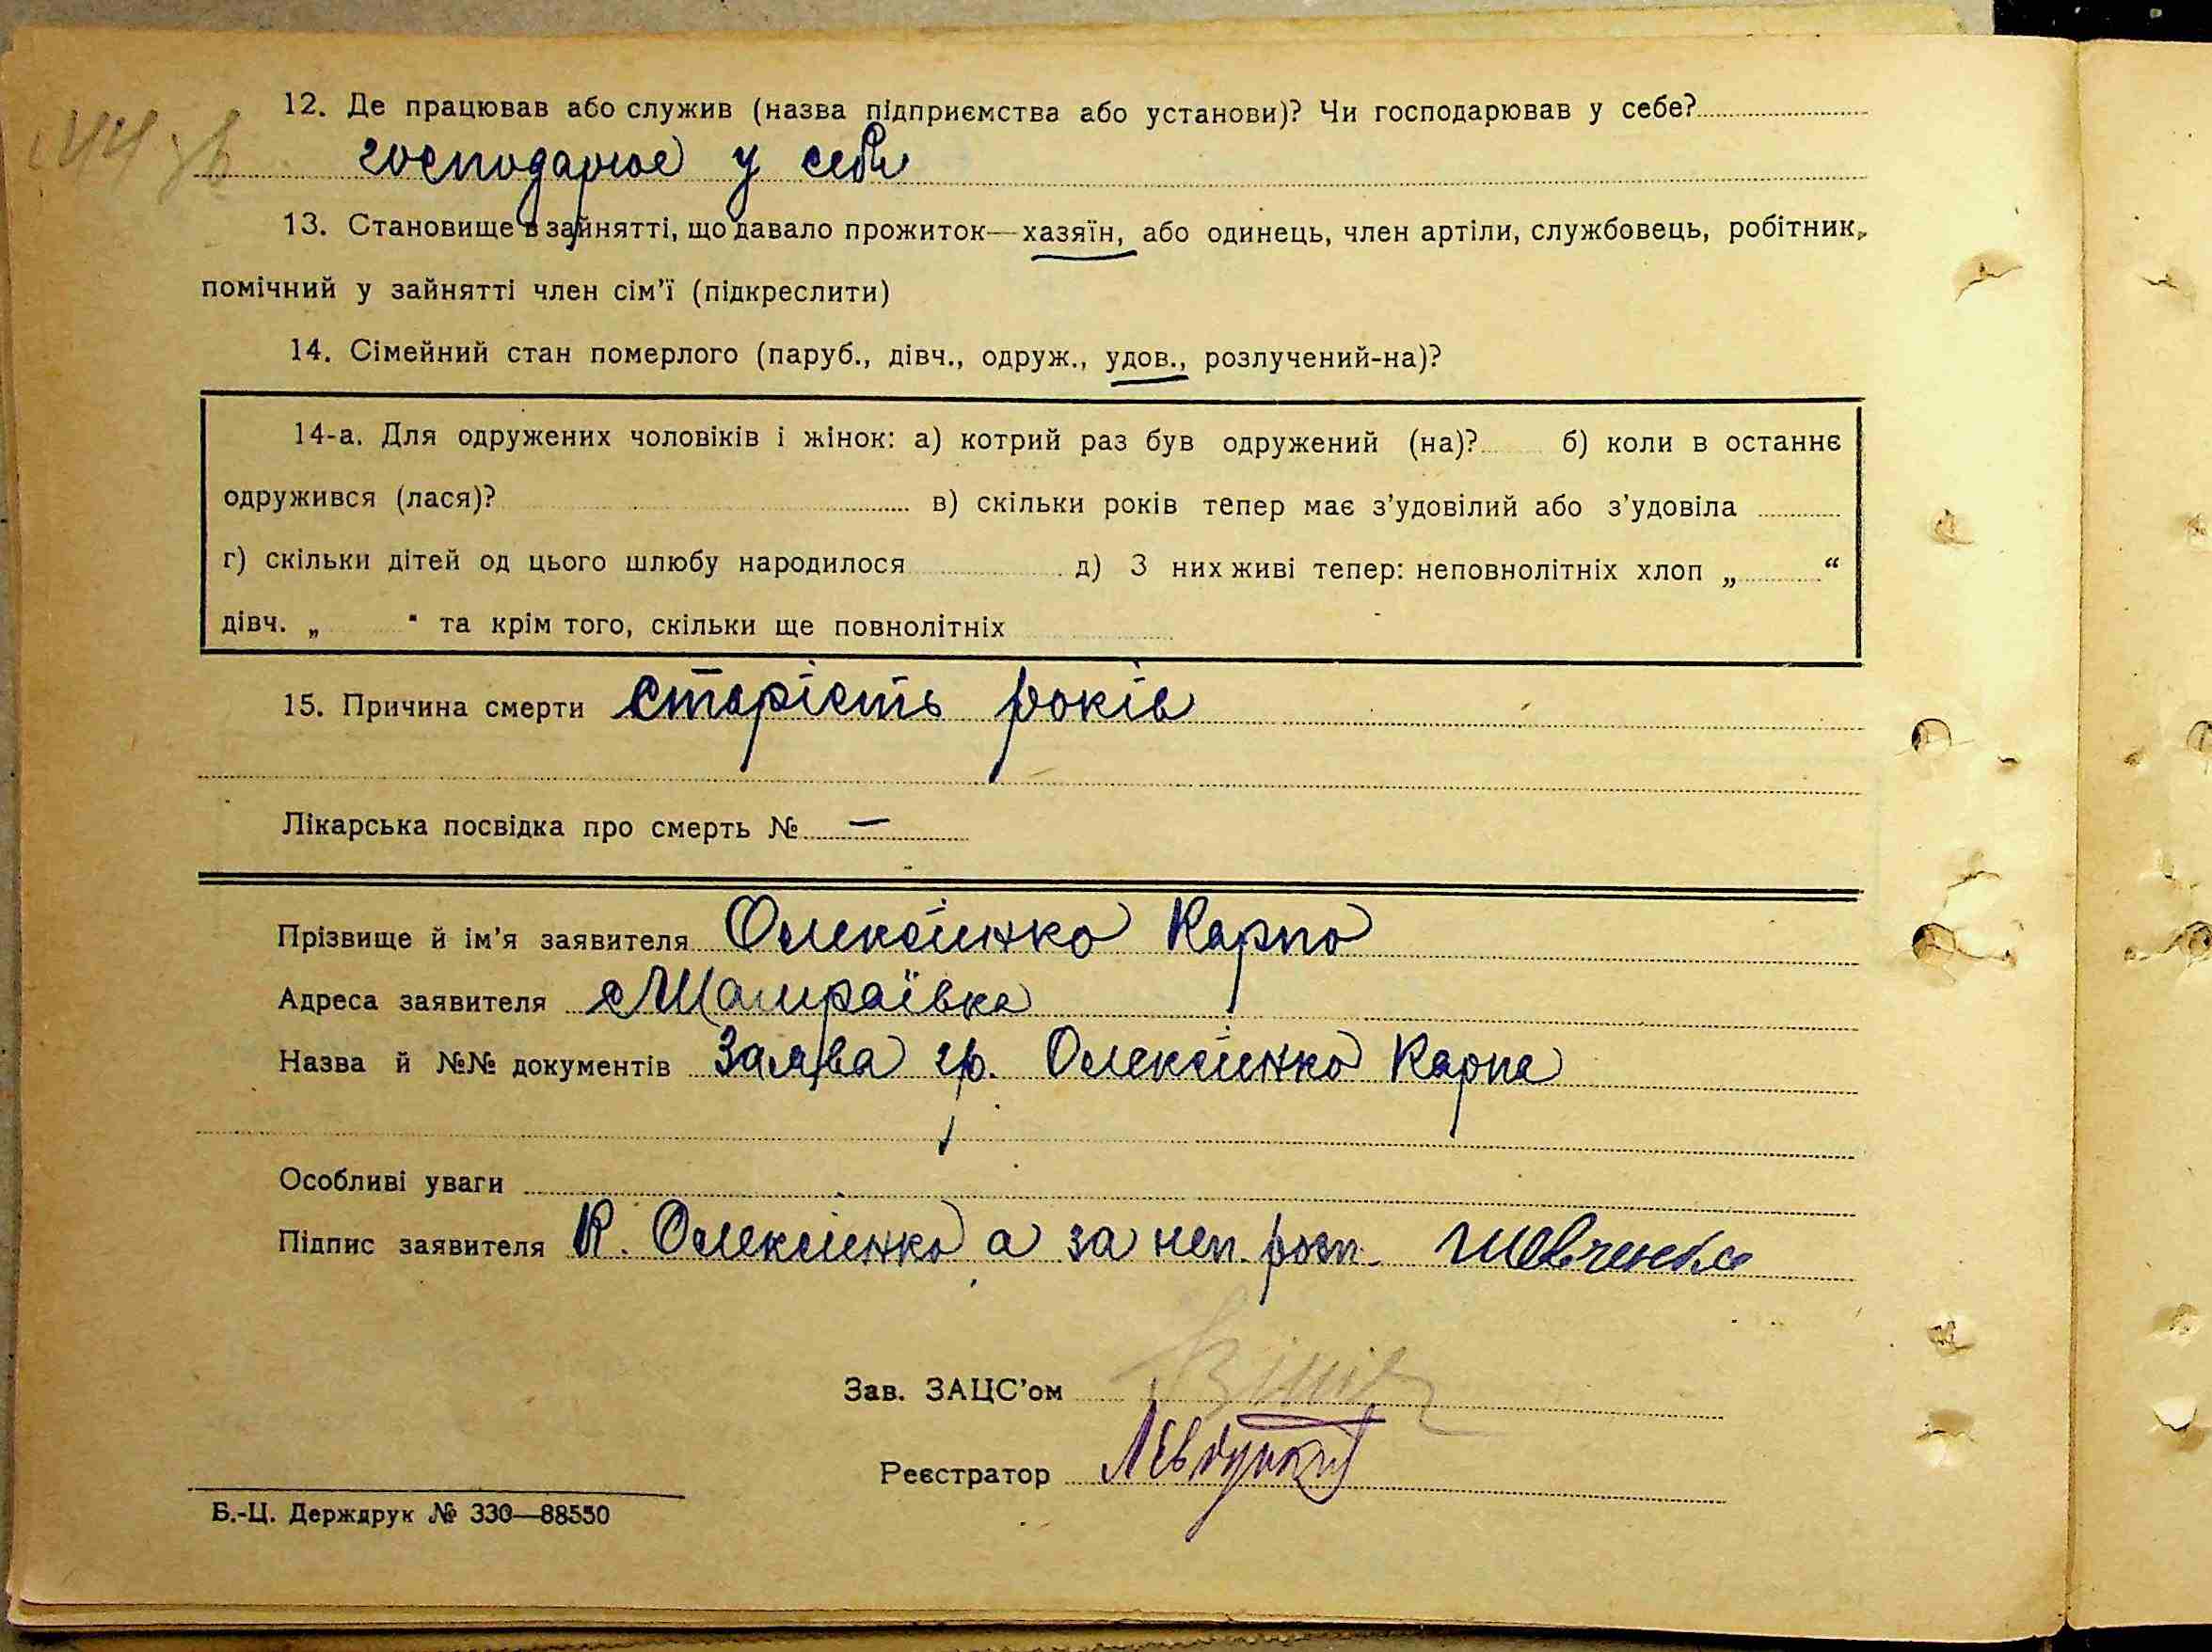 12. Де працював або служив (назва підприємства або установи)? Чи господарював у себе?
господарює у себе
13. Становище в зайнятті, що давало прожиток—хазяїн, або одинець, член артіли, службовець, робітник,
помічний у зайнятті член сім'ї (підкреслити)
14. Сімейний стан померлого (паруб., дівч., одруж., удов., розлучений-на)?
14-а. Для одружених чоловіків і жінок: а) котрий раз був одружений (на)? б) коли в останнє
одружився (лася)? в) скільки років тепер має з'удовілий або з'удовіла
г) скільки дітей од цього шлюбу народилося д) З них живі тепер: неповнолітніх хлоп „ “
дівч. „ “ та крім того, скільки ще повнолітніх
15. Причина смерти старість років
Лікарська посвідка про смерть № —
Прізвище й ім'я заявителя Олексієнко Карпо
Адреса заявителя с Шамраївка
Назва й №№ документів Заява гр. Олексієнко Карпа
Особливі уваги
Підпис заявителя К. Олексієнко а за неп. розп. Шевченко
Зав. ЗАЦС'ом
Реєстратор
Б.-Ц. Держдрук № 330—88550